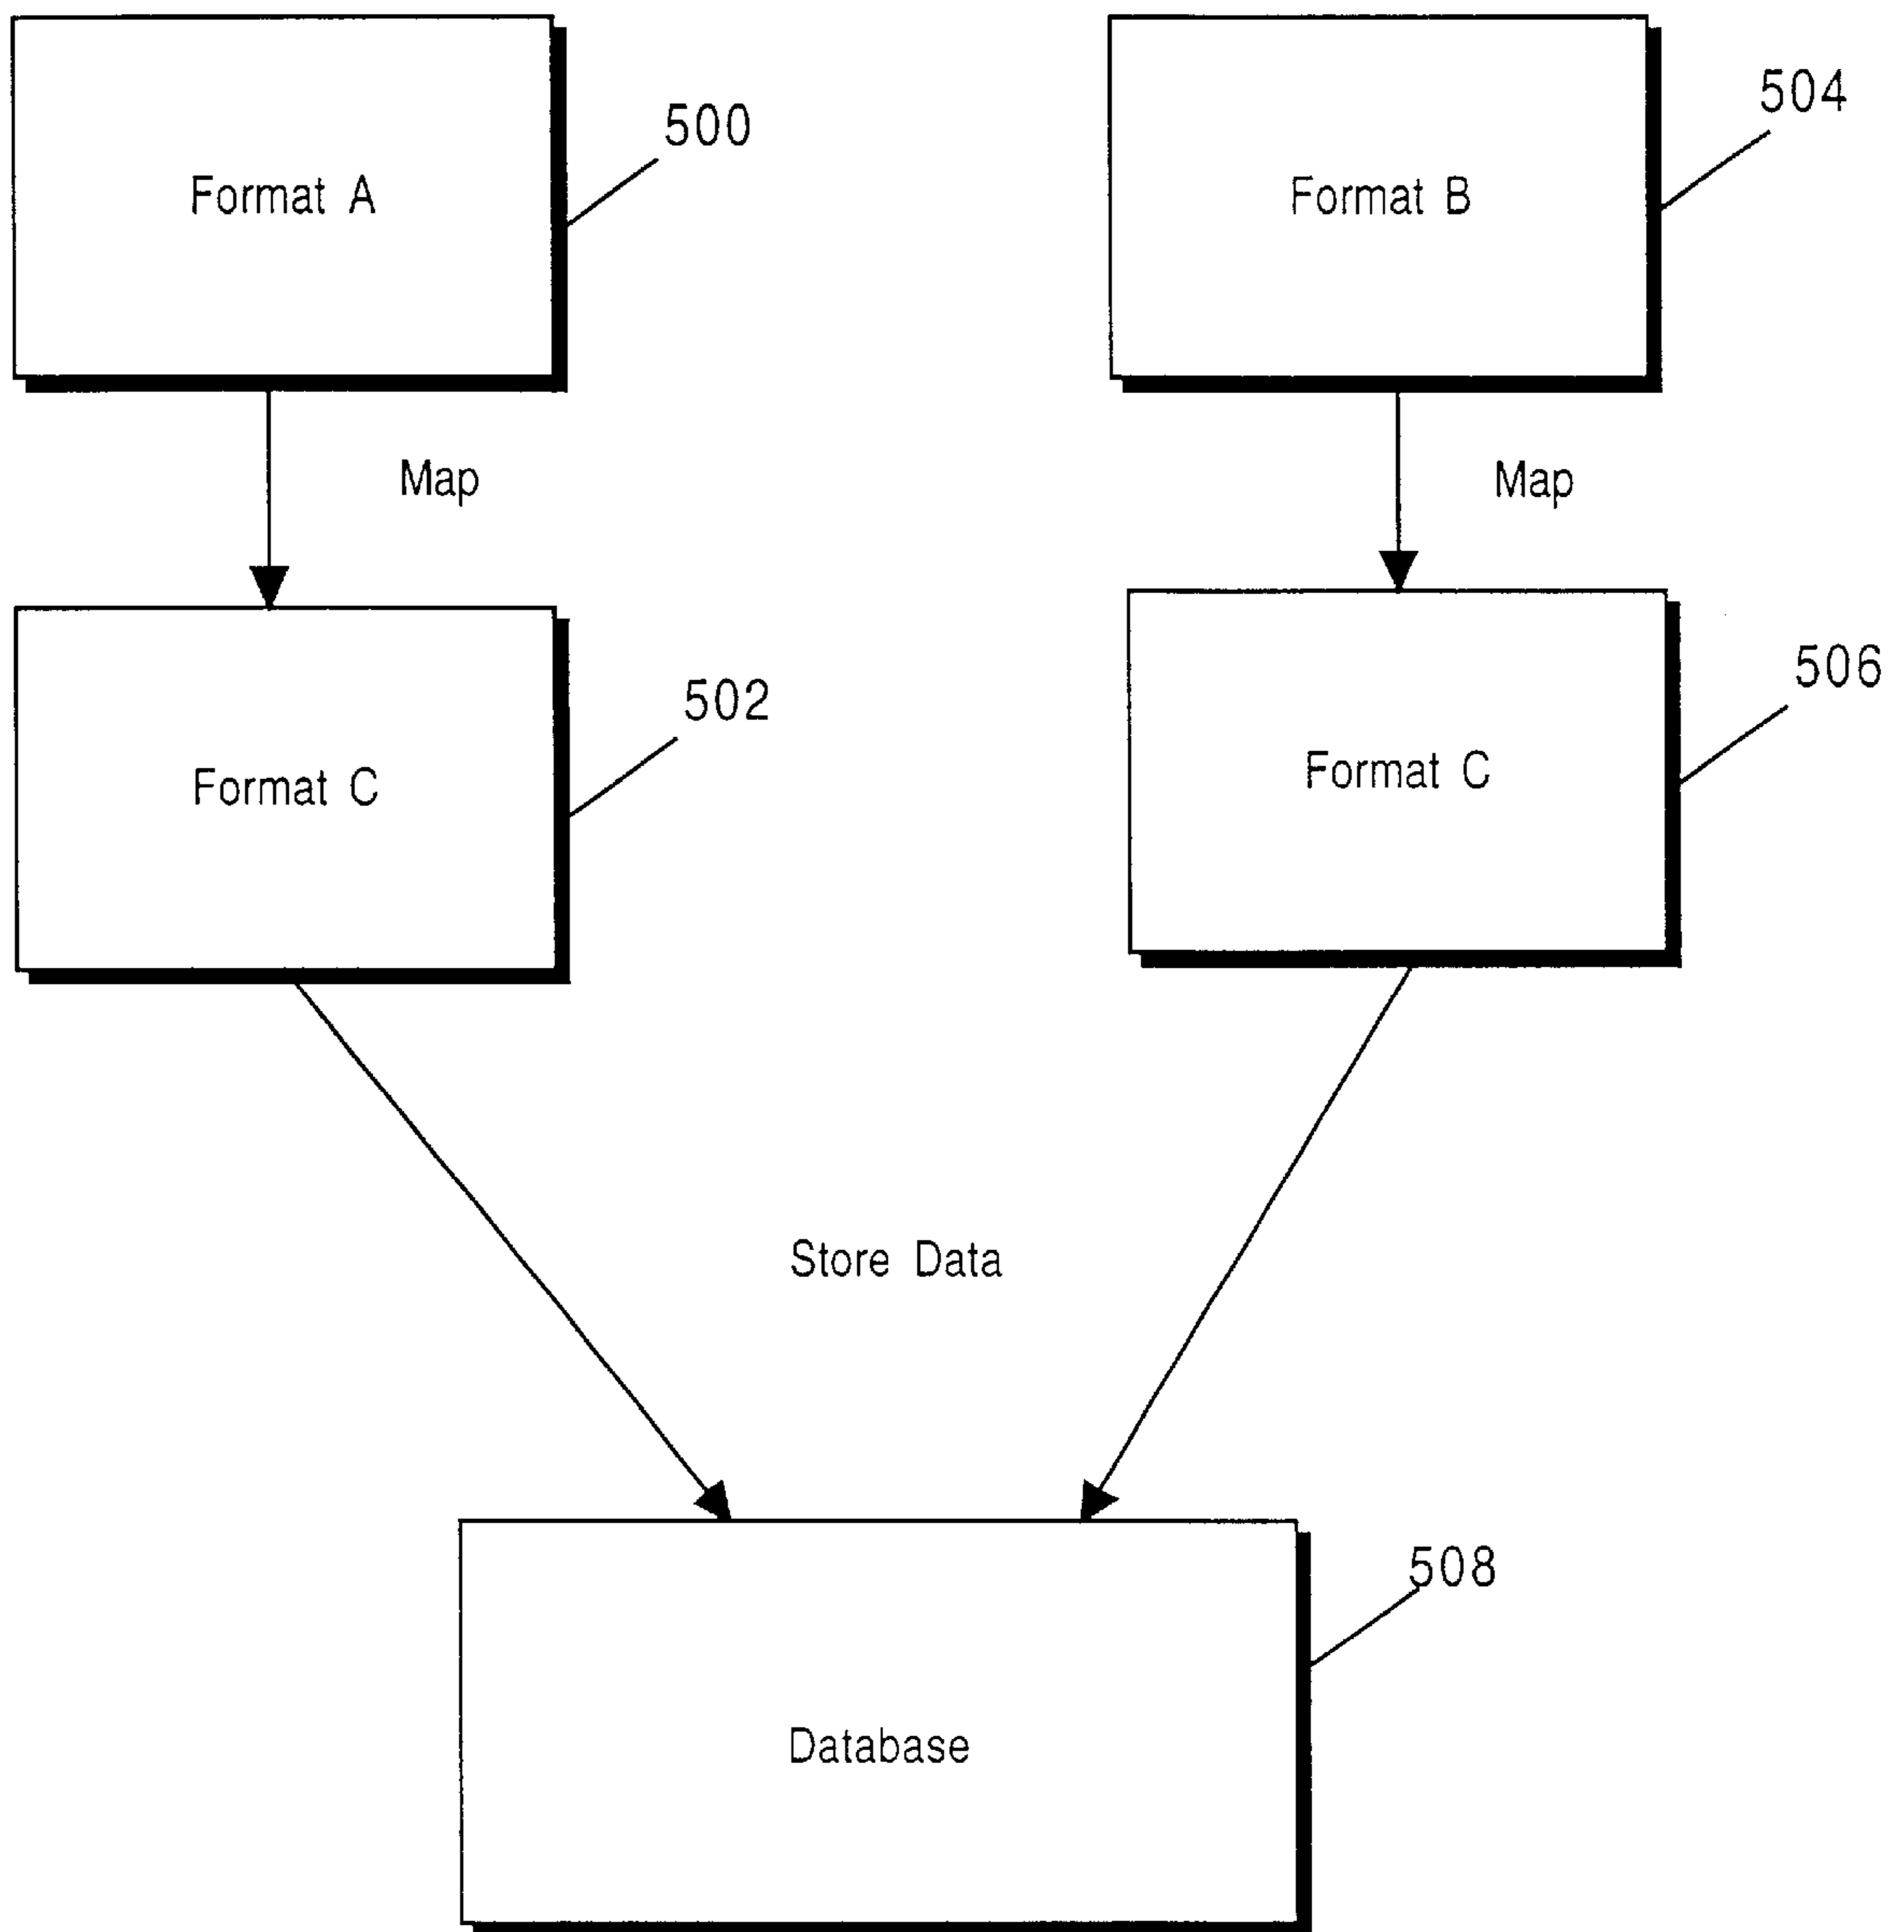 Format A
500
Format B
504
Map
Map
Format C
502
Format C
506
Store Data
508
Database